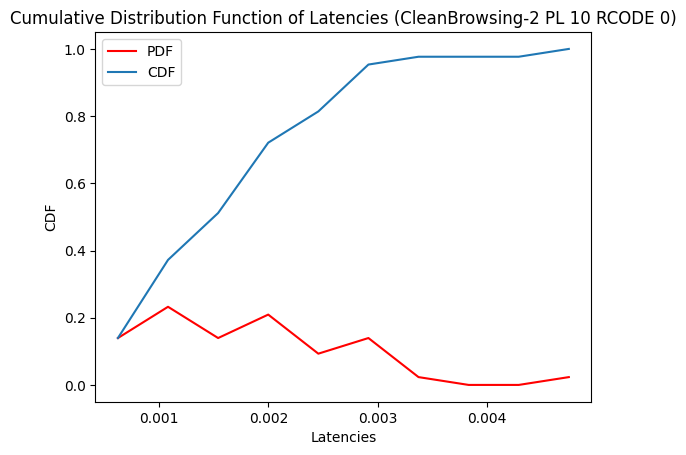 Cumulative Distribution Function of Latencies (CleanBrowsing-2 PL 10 RCODE 0)
PDF
CDF
1.0
0.8
0.6
0.4
0.2
0.0
CDF
0.001
0.002
0.003
0.004
Latencies